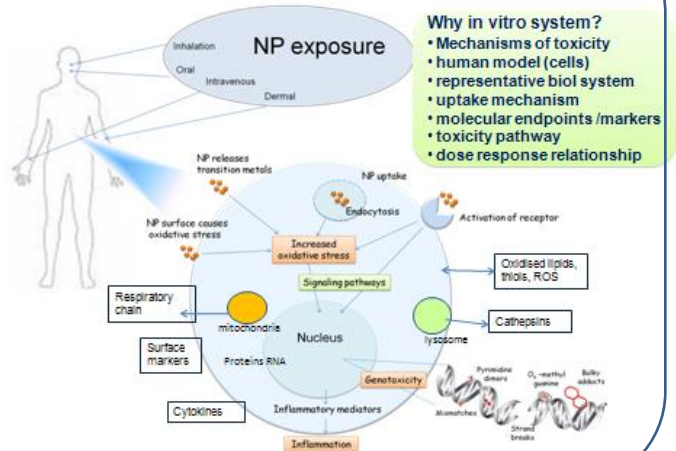 Why in vitro system?
• Mechanisms of toxicity
• human model (cells)
• representative biol system
• uptake mechanism
• molecular endpoints /markers
• toxicity pathway
• dose response relationship
NP exposure
Inhalation
Oral
Intravenous
Dermal
NP releases
transition metals
NP uptake
Endocytosis
Activation of receptor
NP surface causes
oxidative stress
Increased
oxidative stress
Signaling pathways
Oxidised lipids,
thiols, ROS
Respiratory
chain
mitochondria
Nucleus
lysosome
Cathepsins
Surface
markers
Proteins RNA
Genotoxicity
Pyrimidine
dimers
O₆ -methyl
guanine
Bulky
adducts
Mismatches
Strand
breaks
Cytokines
Inflammatory mediators
Inflammation